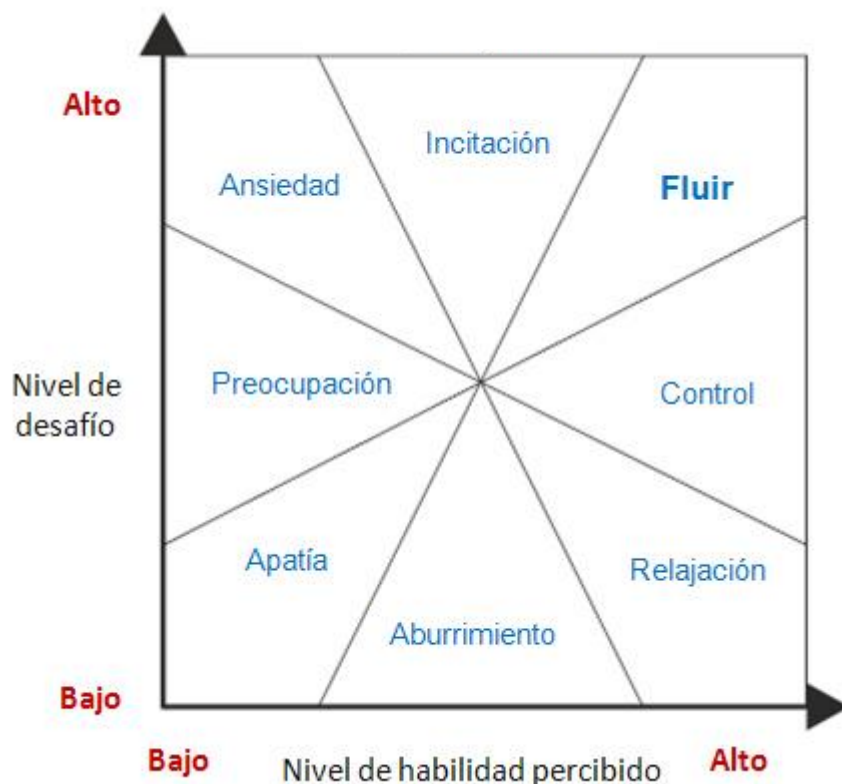 Alto
Incitación
Ansiedad
Fluir
Nivel de
desafío
Preocupación
Control
Apatía
Relajación
Aburrimiento
Bajo
Bajo
Nivel de habilidad percibido
Alto